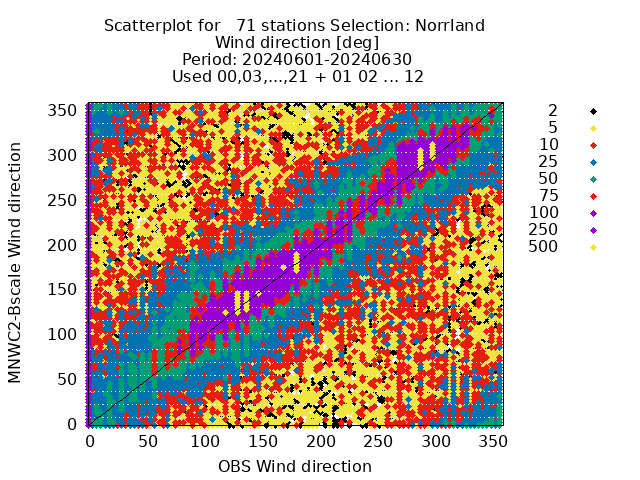 Scatterplot for   71 stations Selection: Norrland
Wind direction [deg]
Period: 20240601-20240630
Used 00,03,...,21 + 01 02 ... 12
350
300
250
200
150
100
50
0
MNWC2-Bscale Wind direction
0 50 100 150 200 250 300 350
OBS Wind direction
2
5
10
25
50
75
100
250
500